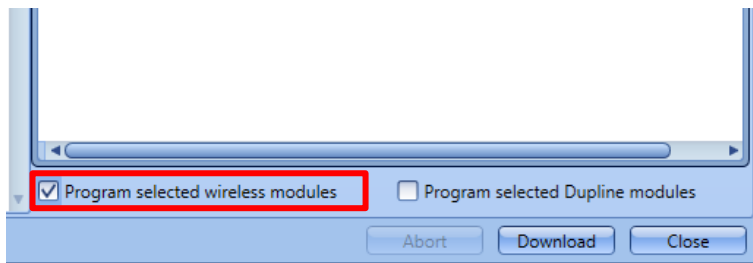 Program selected wireless modules
Program selected Dupline modules
Abort
Download
Close